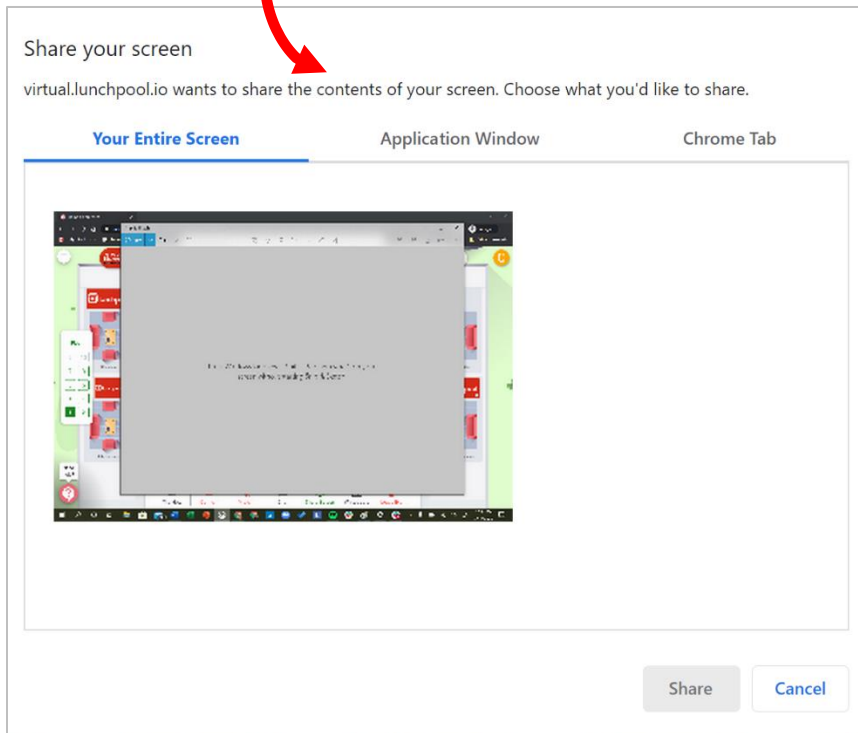 Share your screen
virtual.lunchpool.io wants to share the contents of your screen. Choose what you'd like to share.
Your Entire Screen
Application Window
Chrome Tab
Share
Cancel